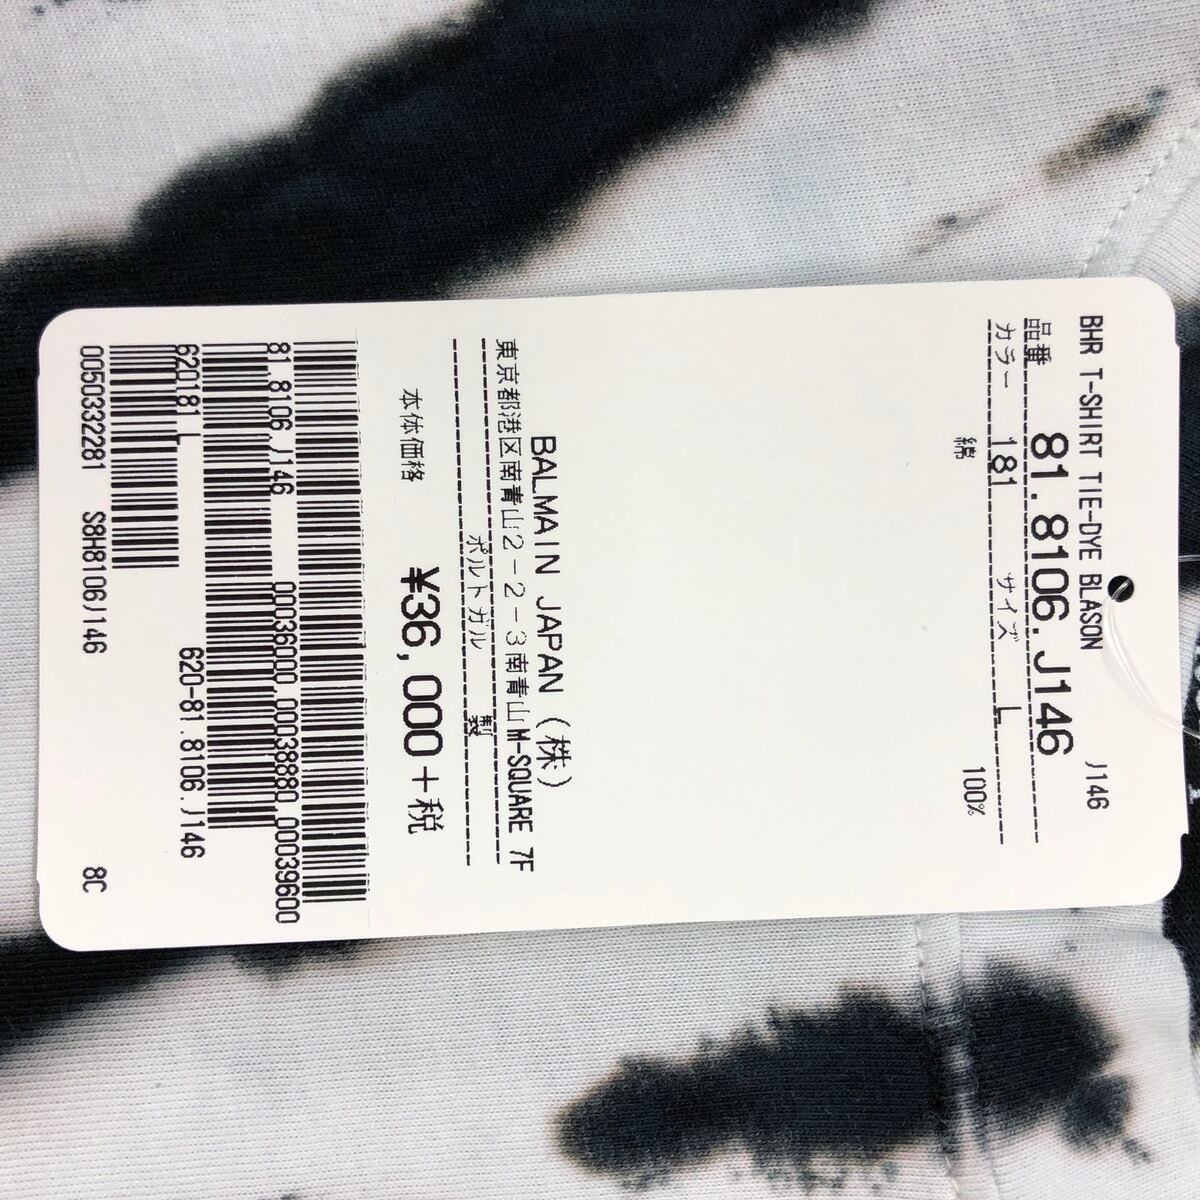 BHR T-SHIRT TIE-DYE BLASON J146
品番 81.8106.J146
カラー 181 サイズ L
綿 100%
BALMAIN JAPAN (株)
東京都港区南青山2-2-3南青山M-SQUARE 7F
ポルトガル 製
本体価格 ¥36,000+税
00036000,00038880,00039600
81.8106.J146
620-81.8106.J146
620181 L
0050332281 S8H8106J146 8C